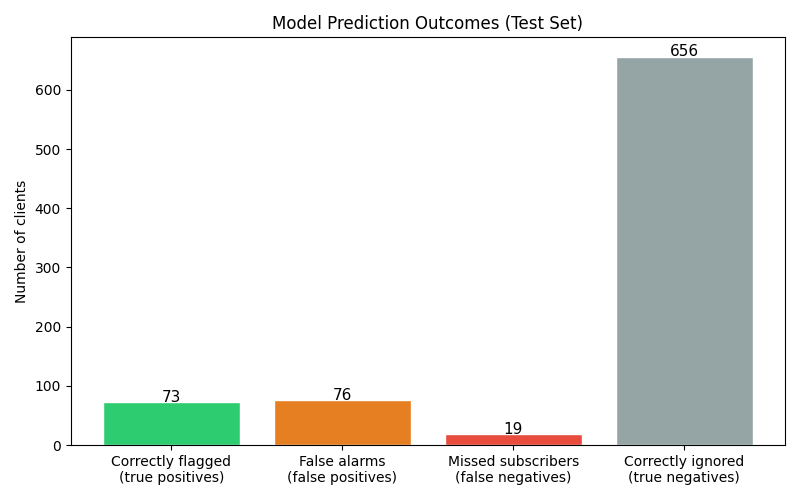 Model Prediction Outcomes (Test Set)
Number of clients
600
500
400
300
200
100
0
73
76
19
656
Correctly flagged
(true positives)
False alarms
(false positives)
Missed subscribers
(false negatives)
Correctly ignored
(true negatives)